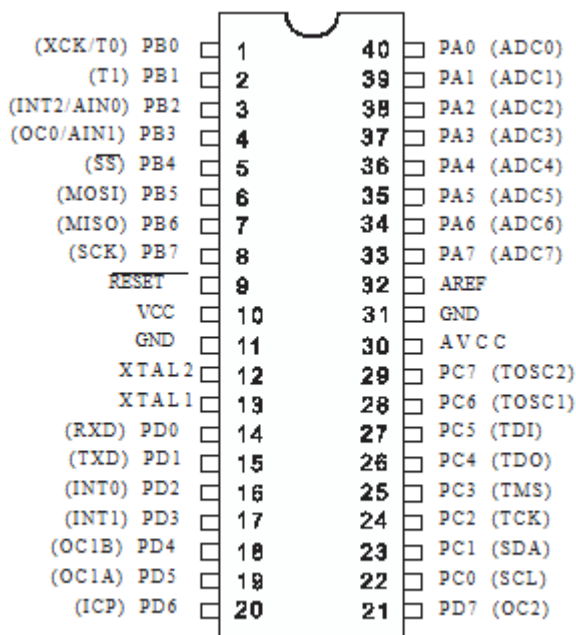 (XCK/T0) PB0 1 40 PA0 (ADC0)
(T1) PB1 2 39 PA1 (ADC1)
(INT2/AIN0) PB2 3 38 PA2 (ADC2)
(OC0/AIN1) PB3 4 37 PA3 (ADC3)
(SS) PB4 5 36 PA4 (ADC4)
(MOSI) PB5 6 35 PA5 (ADC5)
(MISO) PB6 7 34 PA6 (ADC6)
(SCK) PB7 8 33 PA7 (ADC7)
RESET 9 32 AREF
VCC 10 31 GND
GND 11 30 AVCC
XTAL2 12 29 PC7 (TOSC2)
XTAL1 13 28 PC6 (TOSC1)
(RXD) PD0 14 27 PC5 (TDI)
(TXD) PD1 15 26 PC4 (TDO)
(INT0) PD2 16 25 PC3 (TMS)
(INT1) PD3 17 24 PC2 (TCK)
(OC1B) PD4 18 23 PC1 (SDA)
(OC1A) PD5 19 22 PC0 (SCL)
(ICP) PD6 20 21 PD7 (OC2)